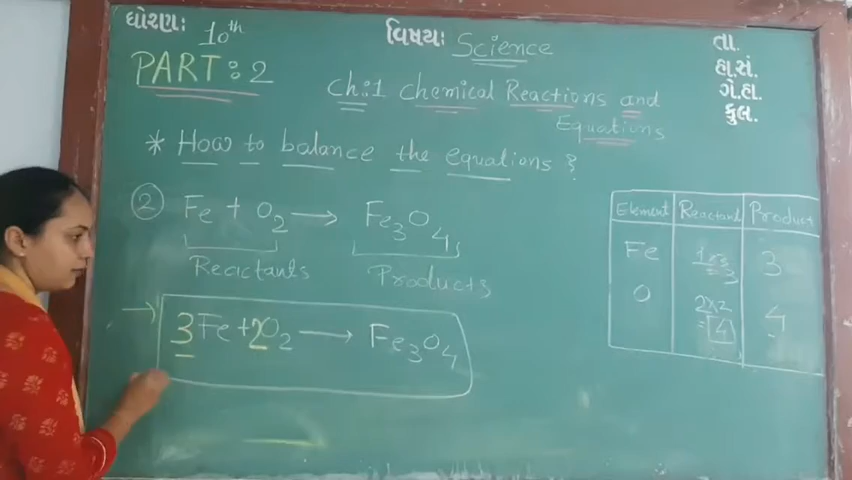 ધોરણ: 10th વિષય: Science તા.
PART: 2 હા.સં.
Ch:1 Chemical Reactions and ગે.હા.
Equations કુલ.
* How to balance the equations ?
② Fe + O₂ → Fe₃O₄
Reactants Products
→ 3Fe + 2O₂ → Fe₃O₄
Element Reactant Product
Fe 1×3 3
= 3
O 2×2 4
= 4